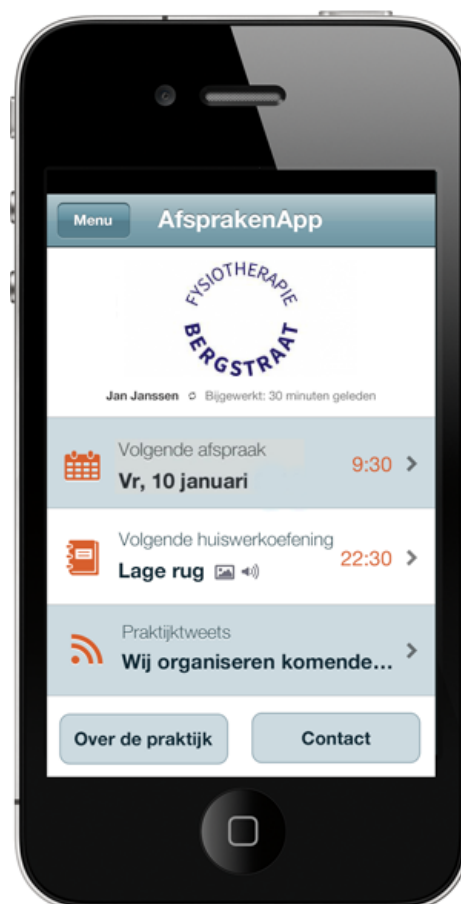 Menu
AfsprakenApp
FYSIOTHERAPIE
BERGSTRAAT
Jan Janssen Bijgewerkt: 30 minuten geleden
Volgende afspraak
Vr, 10 januari
9:30
Volgende huiswerkoefening
Lage rug
22:30
Praktijktweets
Wij organiseren komende...
Over de praktijk
Contact